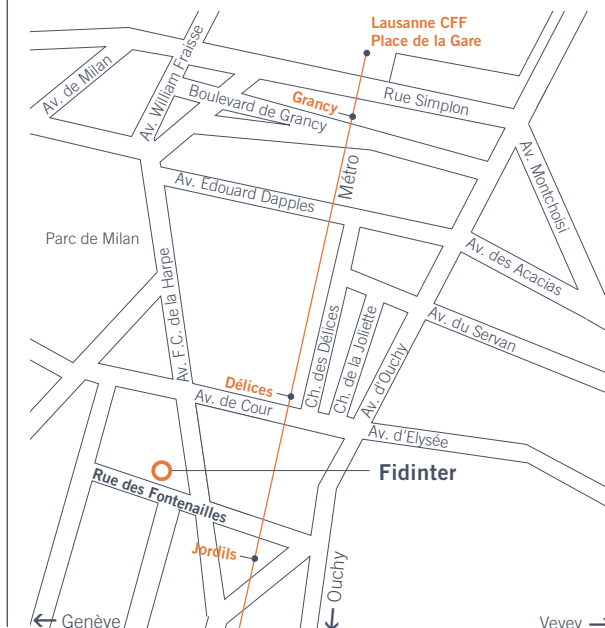 Lausanne CFF
Place de la Gare
Av. de Milan
Av. William Fraisse
Grancy
Boulevard de Grancy
Rue Simplon
Métro
Av. Montchoisi
Av. Edouard Dapples
Parc de Milan
Av. F.C. de la Harpe
Av. des Acacias
Av. du Servan
Ch. des Délices
Ch. de la Joliette
Av. d'Ouchy
Délices
Av. de Cour
Av. d'Elysée
Fidinter
Rue des Fontenailles
Jordils
Ouchy
Genève
Vevey